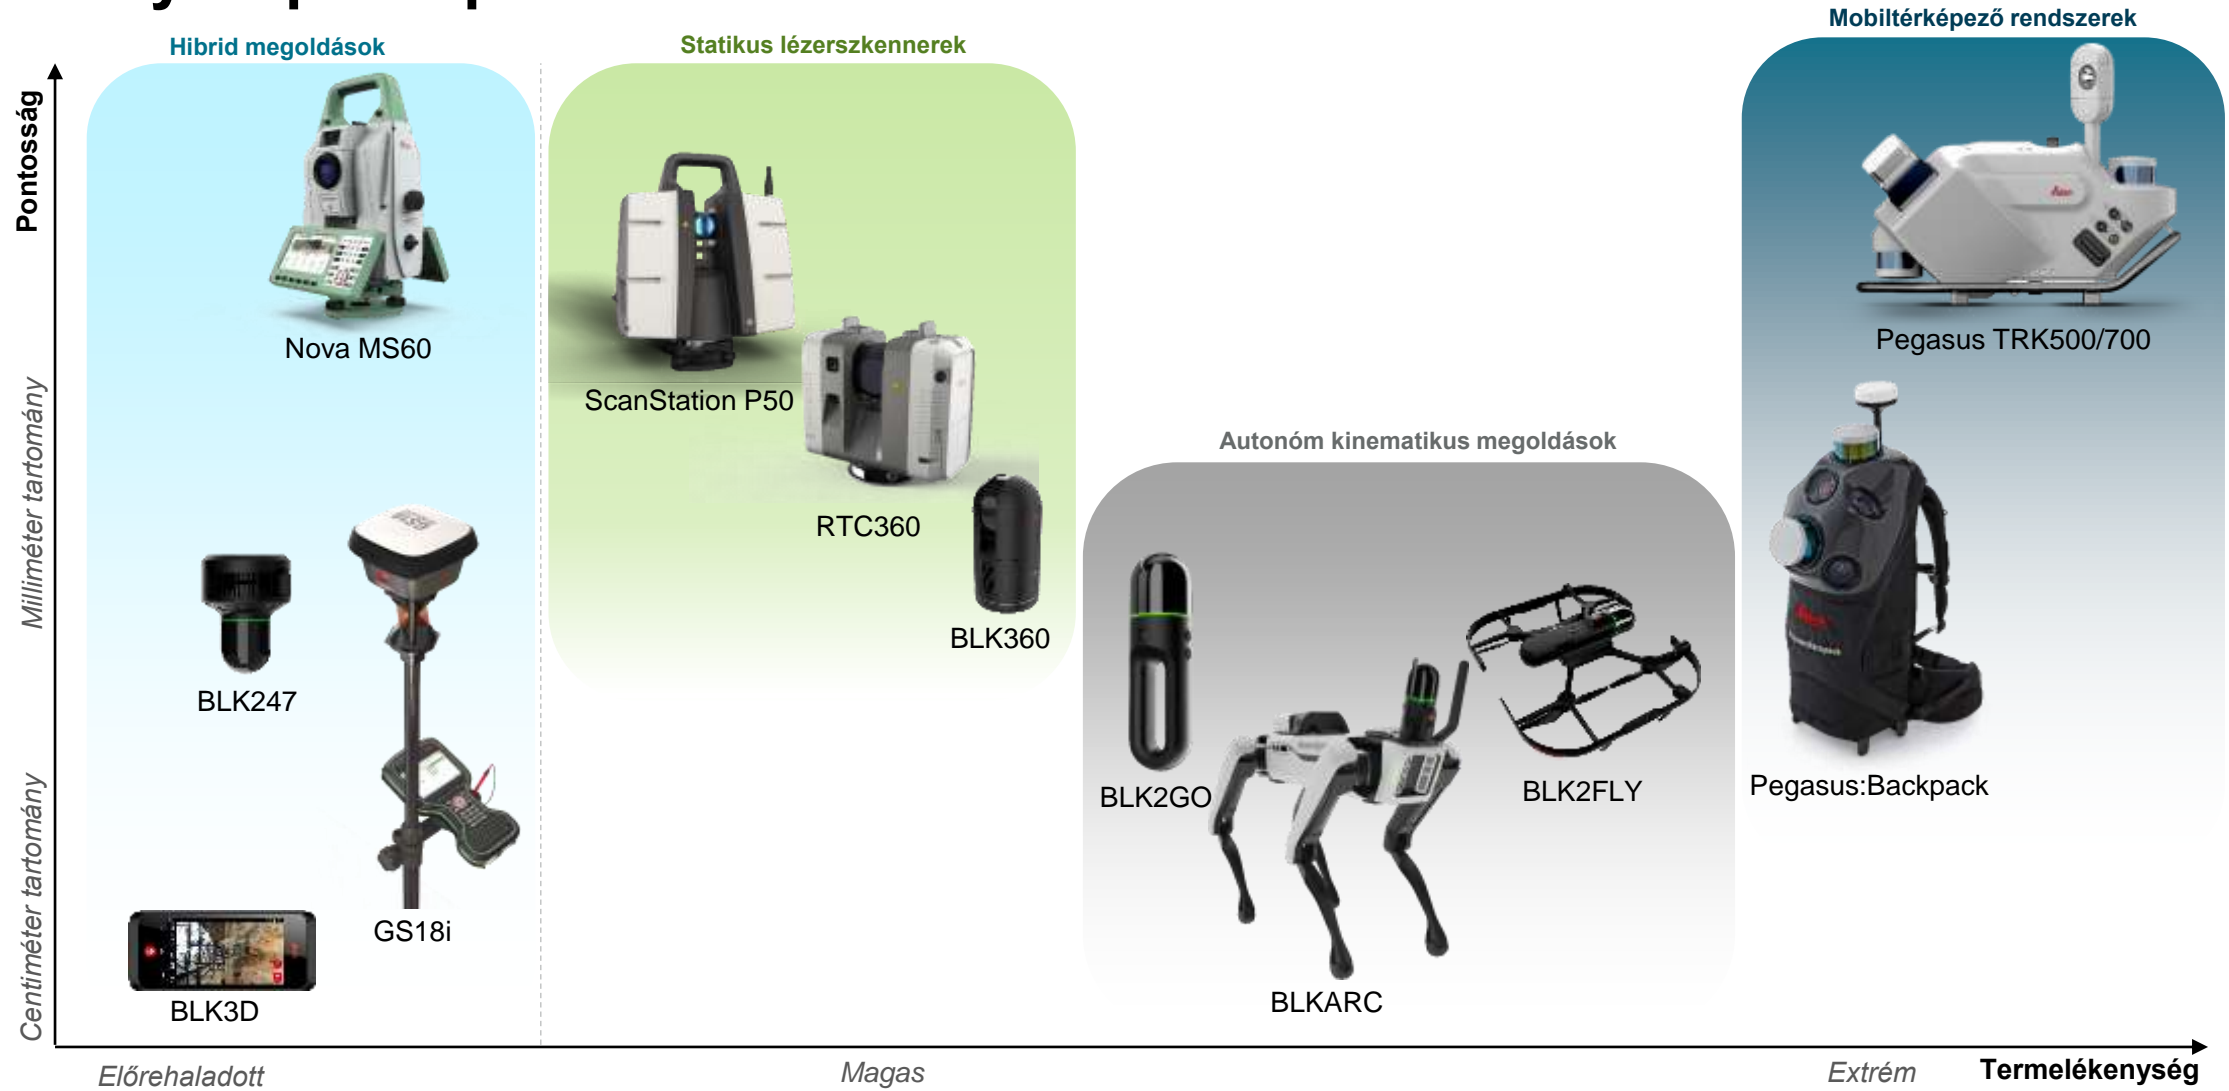 Mobiltérképező rendszerek
Hibrid megoldások
Statikus lézerszkennerek
Pontosság
Nova MS60
Pegasus TRK500/700
ScanStation P50
Milliméter tartomány
Autonóm kinematikus megoldások
RTC360
BLK360
BLK247
Pegasus:Backpack
BLK2GO
BLK2FLY
Centiméter tartomány
GS18i
BLKARC
BLK3D
Előrehaladott
Magas
Extrém
Termelékenység